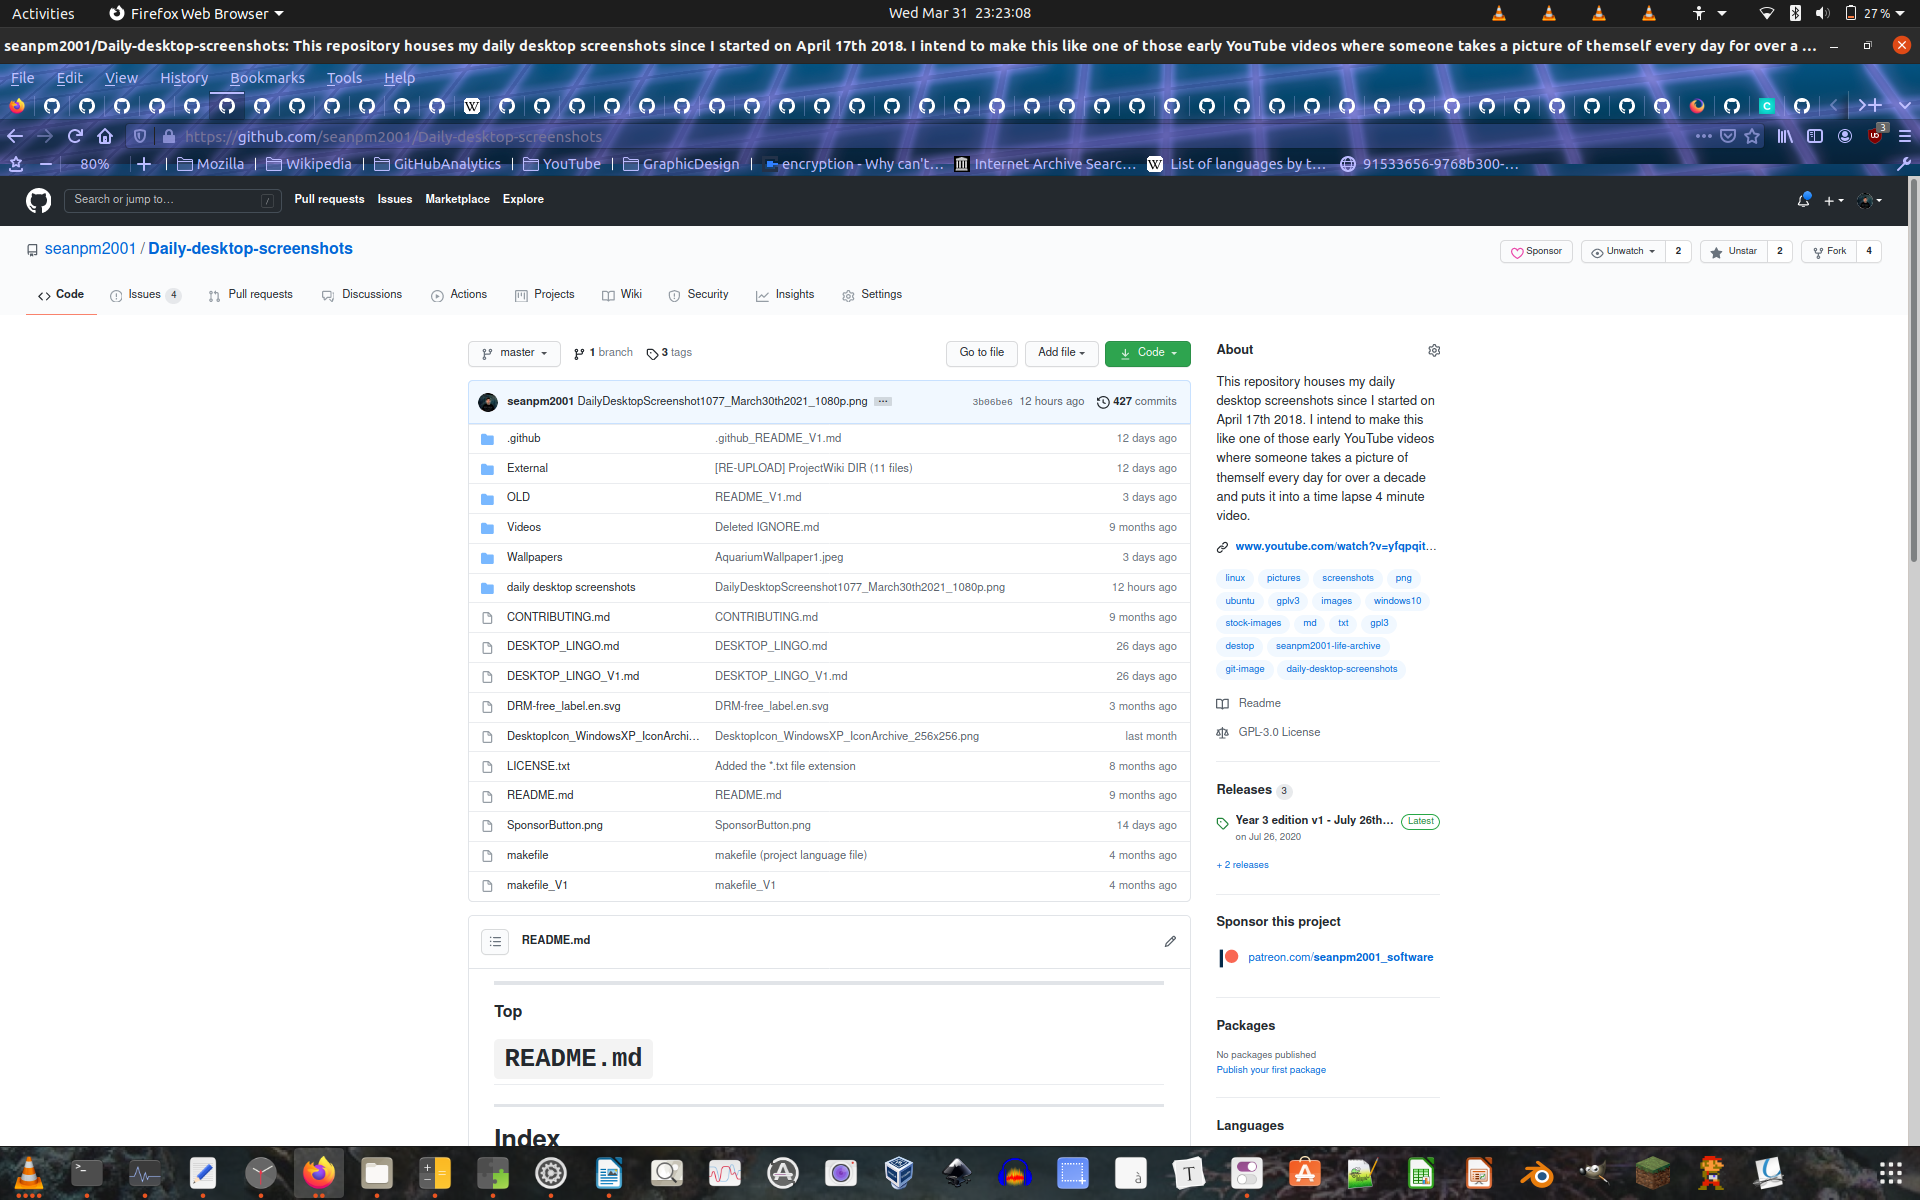 Activities Firefox Web Browser Wed Mar 31 23:23:08 27 %
seanpm2001/Daily-desktop-screenshots: This repository houses my daily desktop screenshots since I started on April 17th 2018. I intend to make this like one of those early YouTube videos where someone takes a picture of themself every day for over a ...
File Edit View History Bookmarks Tools Help
https://github.com/seanpm2001/Daily-desktop-screenshots 3
80% Mozilla Wikipedia GitHubAnalytics YouTube GraphicDesign encryption - Why can't... Internet Archive Searc... List of languages by t... 91533656-9768b300-...
Search or jump to... / Pull requests Issues Marketplace Explore
seanpm2001 / Daily-desktop-screenshots Sponsor Unwatch 2 Unstar 2 Fork 4
Code Issues 4 Pull requests Discussions Actions Projects Wiki Security Insights Settings
master 1 branch 3 tags Go to file Add file Code
seanpm2001 DailyDesktopScreenshot1077_March30th2021_1080p.png ... 3b06be6 12 hours ago 427 commits
.github .github_README_V1.md 12 days ago
External [RE-UPLOAD] ProjectWiki DIR (11 files) 12 days ago
OLD README_V1.md 3 days ago
Videos Deleted IGNORE.md 9 months ago
Wallpapers AquariumWallpaper1.jpeg 3 days ago
daily desktop screenshots DailyDesktopScreenshot1077_March30th2021_1080p.png 12 hours ago
CONTRIBUTING.md CONTRIBUTING.md 9 months ago
DESKTOP_LINGO.md DESKTOP_LINGO.md 26 days ago
DESKTOP_LINGO_V1.md DESKTOP_LINGO_V1.md 26 days ago
DRM-free_label.en.svg DRM-free_label.en.svg 3 months ago
DesktopIcon_WindowsXP_IconArchi... DesktopIcon_WindowsXP_IconArchive_256x256.png last month
LICENSE.txt Added the *.txt file extension 8 months ago
README.md README.md 9 months ago
SponsorButton.png SponsorButton.png 14 days ago
makefile makefile (project language file) 4 months ago
makefile_V1 makefile_V1 4 months ago
README.md
Top
README.md
Index
About
This repository houses my daily
desktop screenshots since I started on
April 17th 2018. I intend to make this
like one of those early YouTube videos
where someone takes a picture of
themself every day for over a decade
and puts it into a time lapse 4 minute
video.
www.youtube.com/watch?v=yfqpqit...
linux pictures screenshots png
ubuntu gplv3 images windows10
stock-images md txt gpl3
destop seanpm2001-life-archive
git-image daily-desktop-screenshots
Readme
GPL-3.0 License
Releases 3
Year 3 edition v1 - July 26th... Latest
on Jul 26, 2020
+ 2 releases
Sponsor this project
patreon.com/seanpm2001_software
Packages
No packages published
Publish your first package
Languages